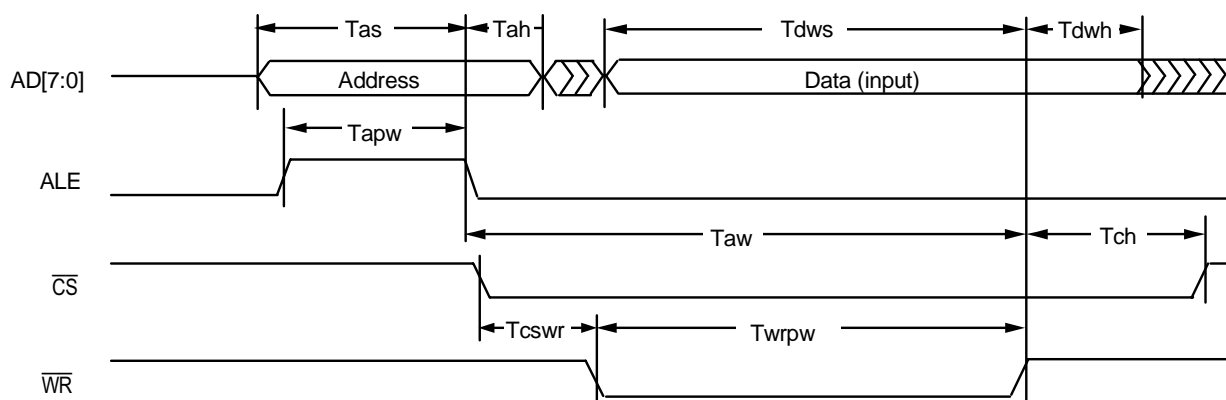 Tas Tah Tdws Tdwh
AD[7:0] Address Data (input)
Tapw
ALE
Taw Tch
CS
Tcswr Twrpw
WR